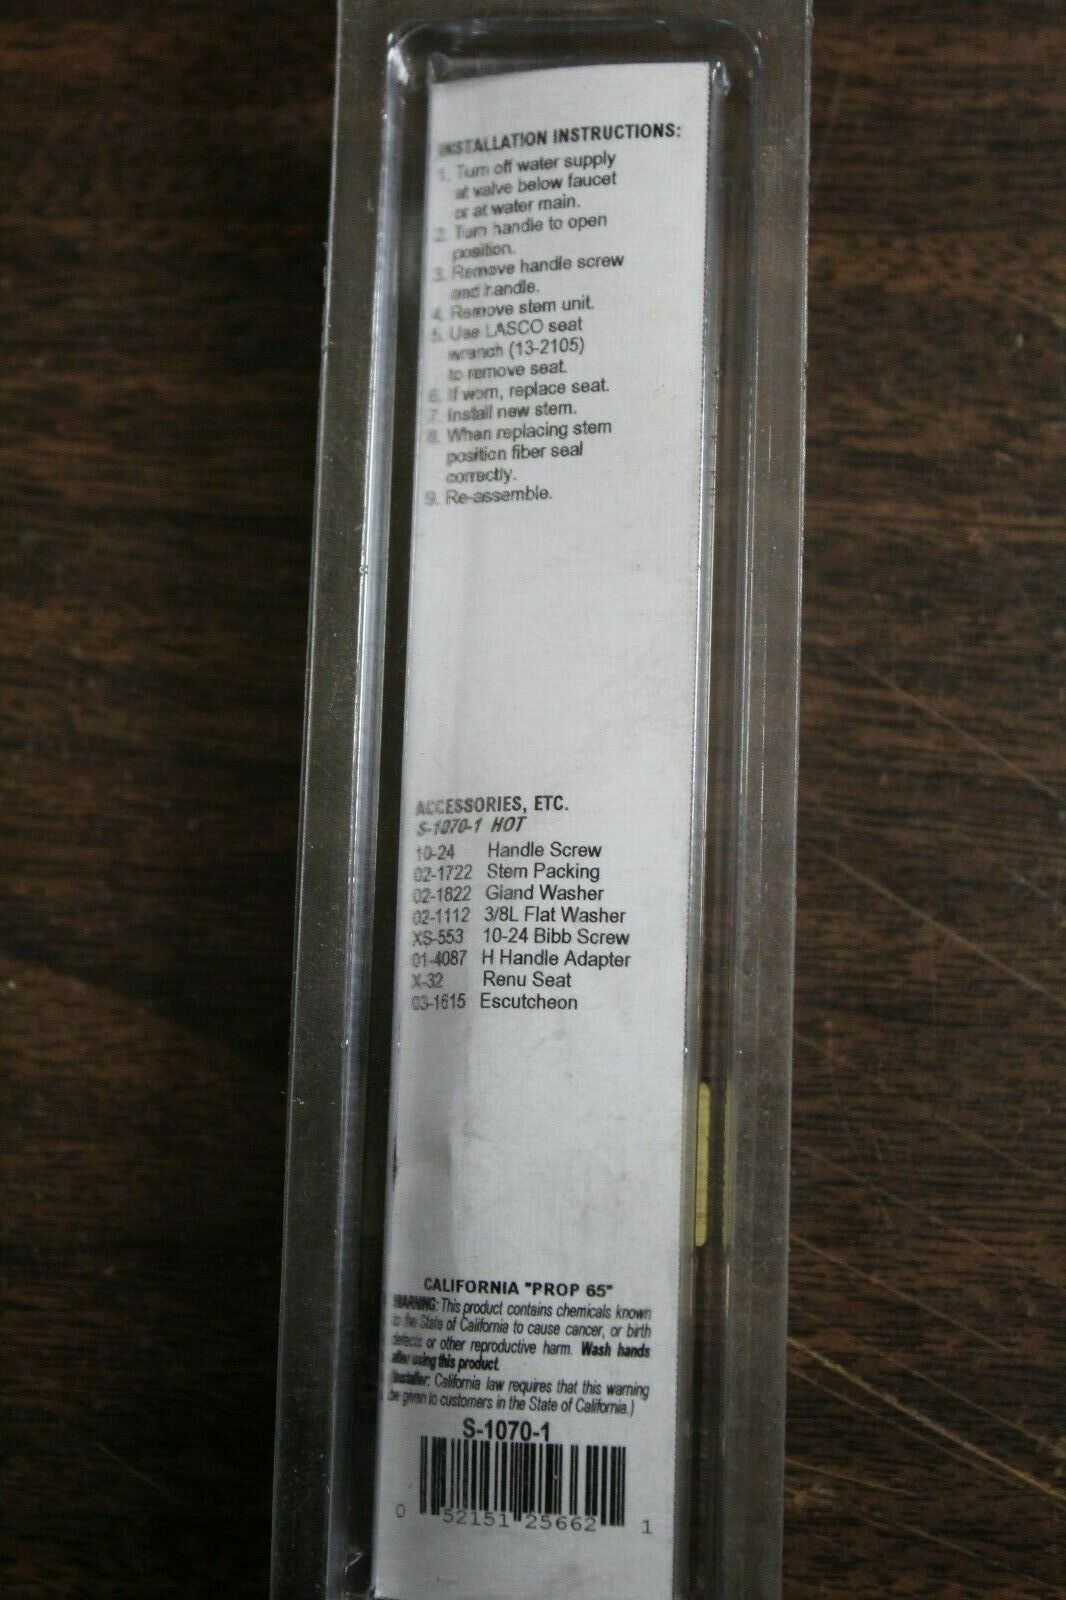 INSTALLATION INSTRUCTIONS:
1. Turn off water supply
at valve below faucet
or at water main.
2. Turn handle to open
position.
3. Remove handle screw
and handle.
4. Remove stem unit.
5. Use LASCO seat
wrench (13-2105)
to remove seat.
6. If worn, replace seat.
7. Install new stem.
8. When replacing stem
position fiber seal
correctly.
9. Re-assemble.
ACCESSORIES, ETC.
S-1070-1 HOT
10-24 Handle Screw
02-1722 Stem Packing
02-1822 Gland Washer
02-1112 3/8L Flat Washer
XS-553 10-24 Bibb Screw
01-4087 H Handle Adapter
X-32 Renu Seat
03-1615 Escutcheon
CALIFORNIA "PROP 65"
WARNING: This product contains chemicals known
to the State of California to cause cancer, or birth
defects or other reproductive harm. Wash hands
after using this product.
(Installer: California law requires that this warning
be given to customers in the State of California.)
S-1070-1
0 52151 25662 1